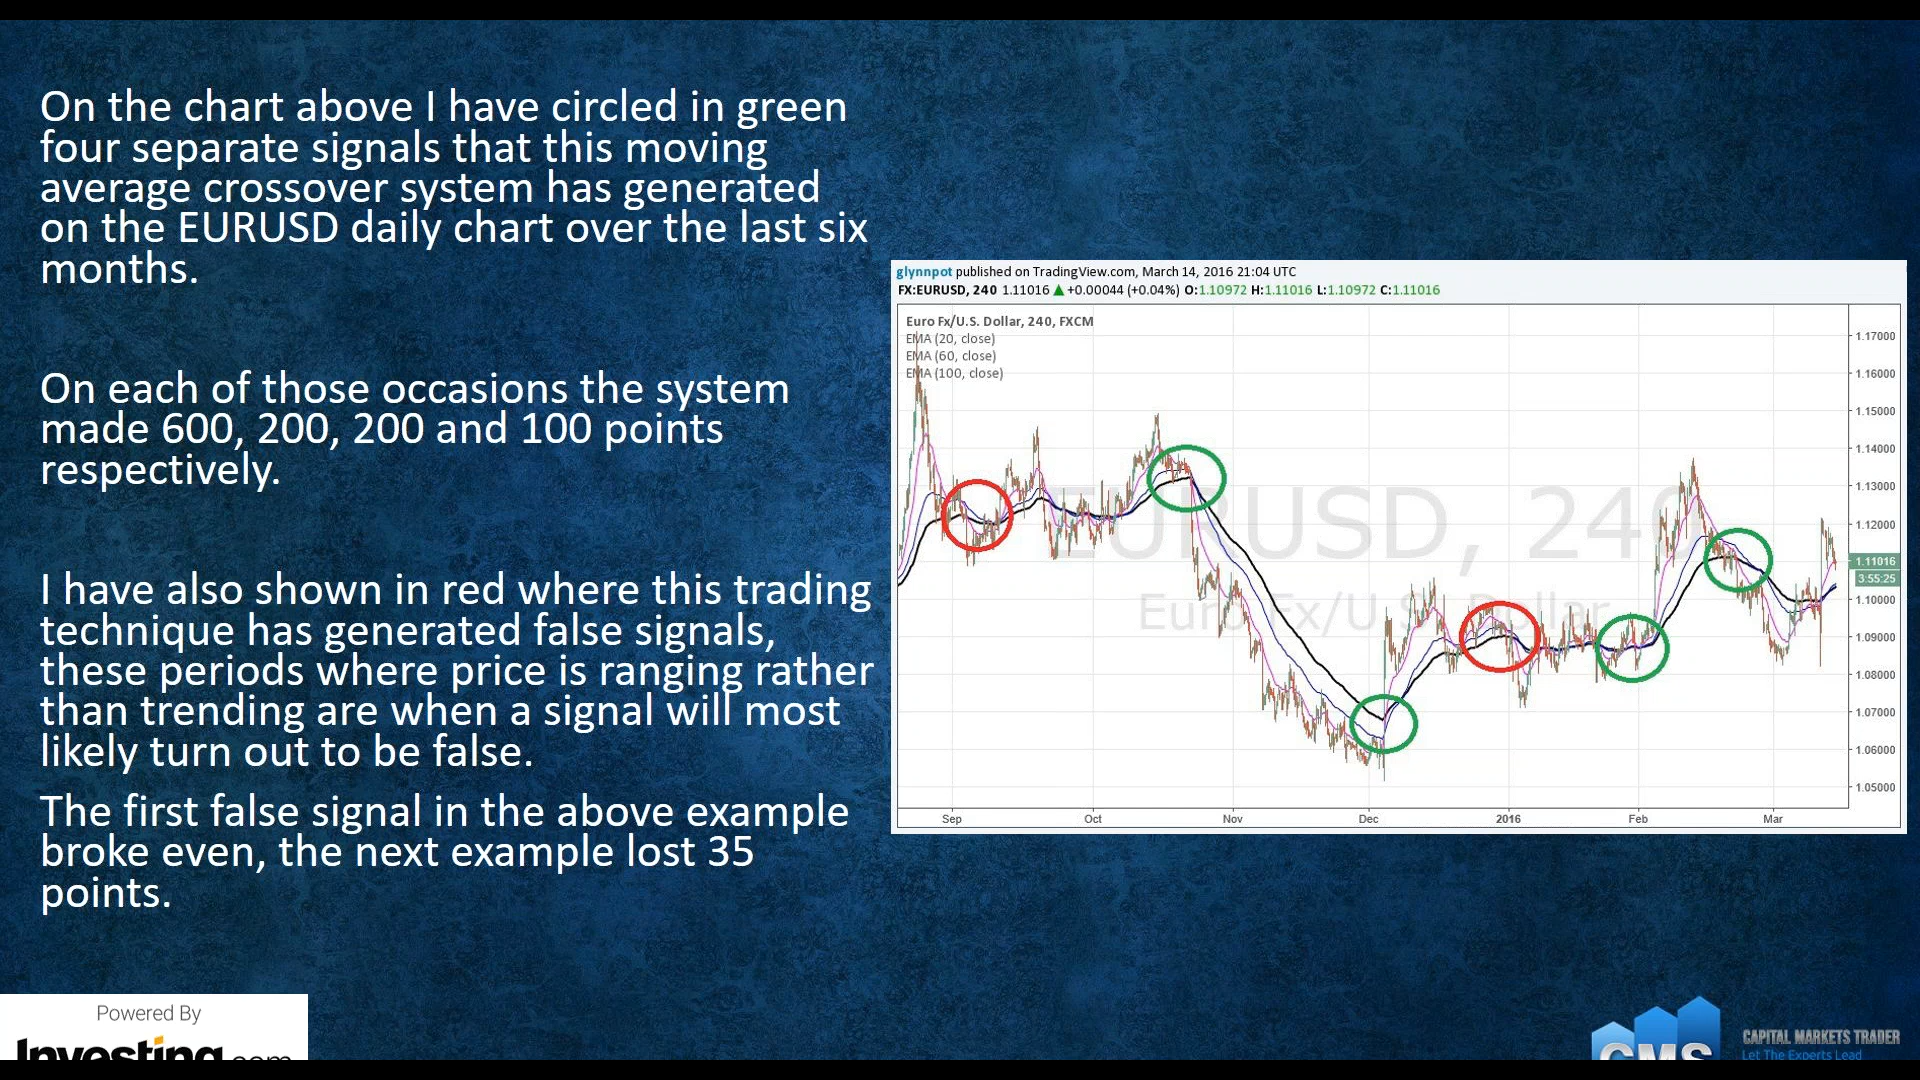 On the chart above I have circled in green
four separate signals that this moving
average crossover system has generated
on the EURUSD daily chart over the last six
months.
On each of those occasions the system
made 600, 200, 200 and 100 points
respectively.
I have also shown in red where this trading
technique has generated false signals,
these periods where price is ranging rather
than trending are when a signal will most
likely turn out to be false.
The first false signal in the above example
broke even, the next example lost 35
points.
glynnpot published on TradingView.com, March 14, 2016 21:04 UTC
FX:EURUSD, 240 1.11016 ▲ +0.00044 (+0.04%) O:1.10972 H:1.11016 L:1.10972 C:1.11016
Euro Fx/U.S. Dollar, 240, FXCM
EMA (20, close)
EMA (60, close)
EMA (100, close)
EURUSD, 240
Euro Fx/U.S. Dollar
1.17000
1.16000
1.15000
1.14000
1.13000
1.12000
1.11016
3:55:25
1.10000
1.09000
1.08000
1.07000
1.06000
1.05000
Sep Oct Nov Dec 2016 Feb Mar
Powered By
Investing.com
CMS
CAPITAL MARKETS TRADER
Let The Experts Lead